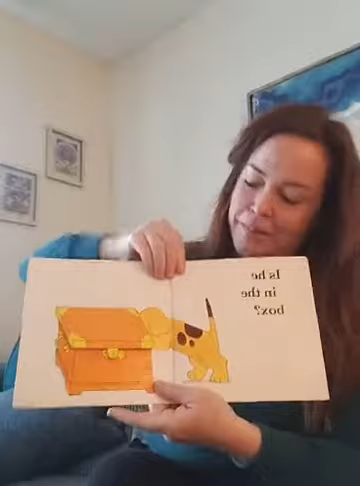 Is he
in the
box?